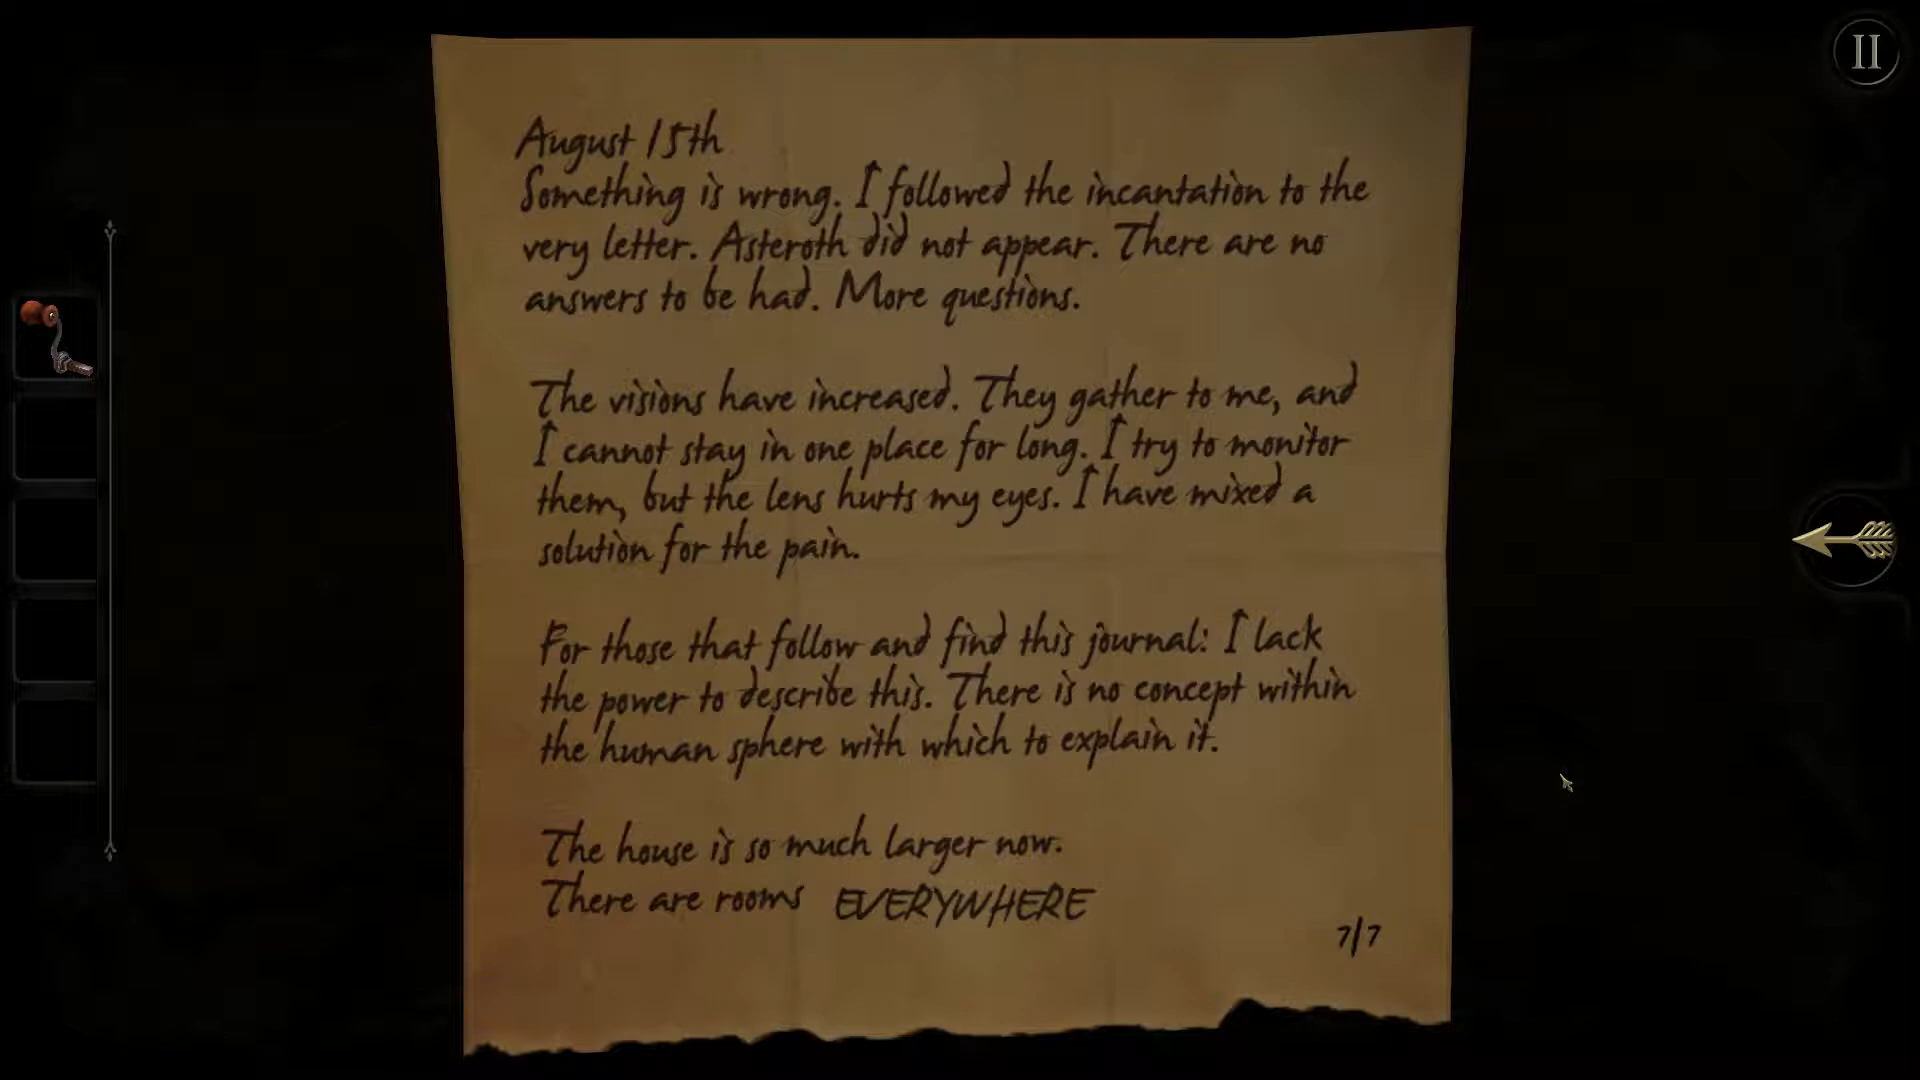 August 15th
Something is wrong. I followed the incantation to the
very letter. Asteroth did not appear. There are no
answers to be had. More questions.
The visions have increased. They gather to me, and
I cannot stay in one place for long. I try to monitor
them, but the lens hurts my eyes. I have mixed a
solution for the pain.
For those that follow and find this journal: I lack
the power to describe this. There is no concept within
the human sphere with which to explain it.
The house is so much larger now.
There are rooms EVERYWHERE
7/7